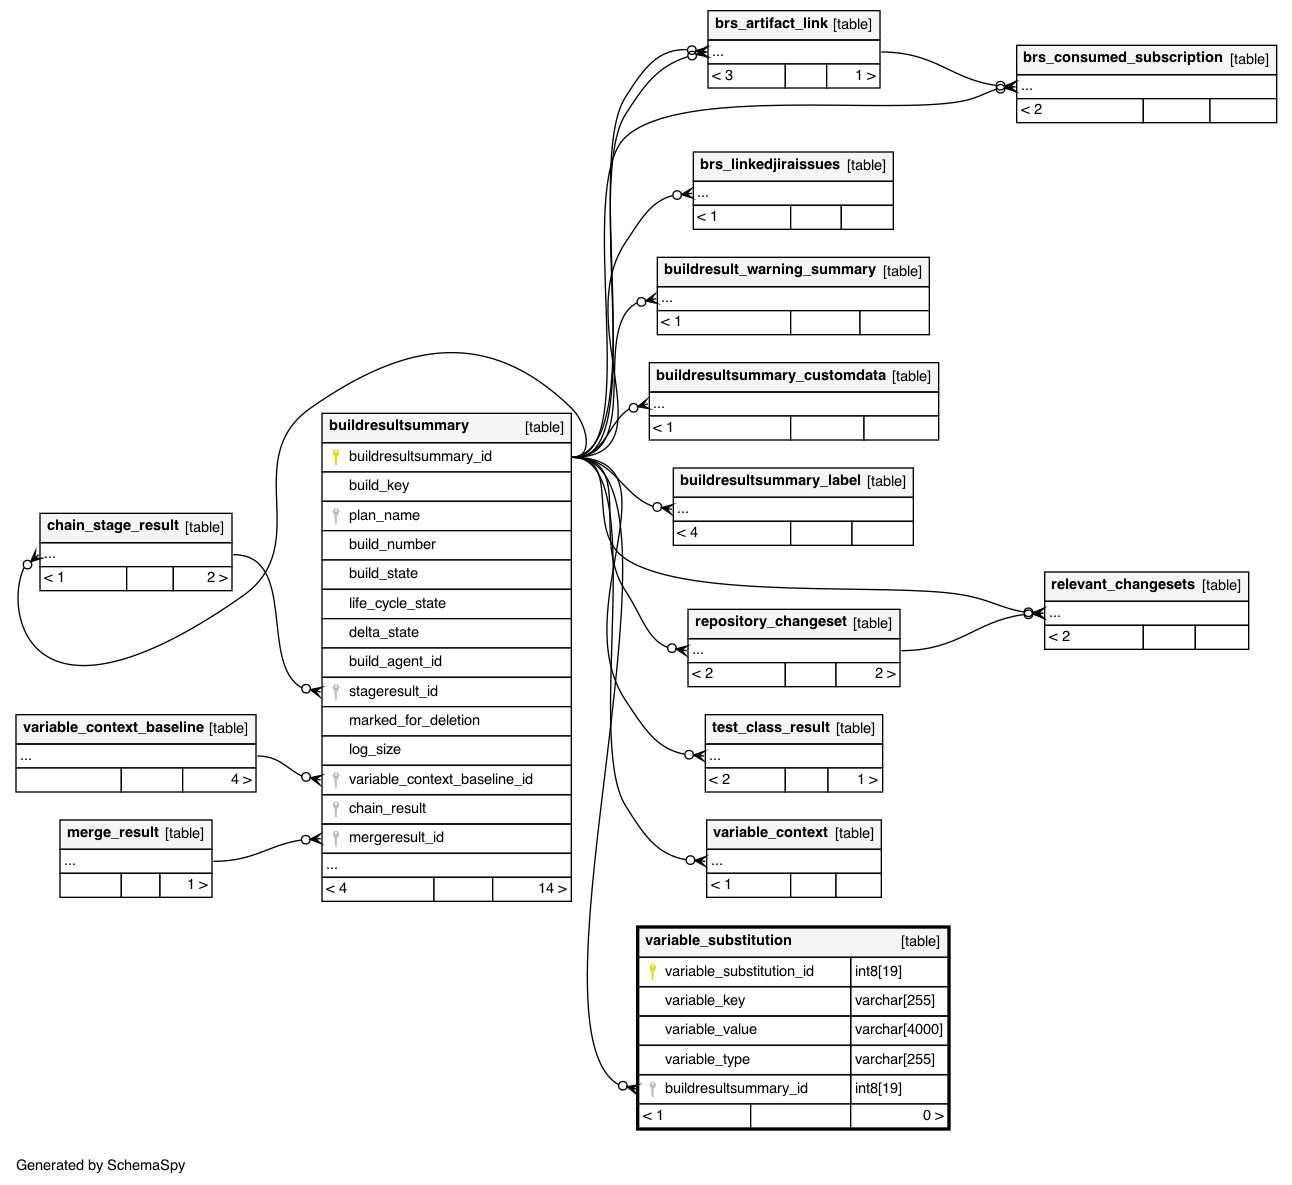 brs_artifact_link [table]
...
< 3 1 >
brs_consumed_subscription [table]
...
< 2
brs_linkedjiraissues [table]
...
< 1
buildresult_warning_summary [table]
...
< 1
buildresultsummary_customdata [table]
...
< 1
buildresultsummary [table]
buildresultsummary_id
build_key
plan_name
build_number
build_state
life_cycle_state
delta_state
build_agent_id
stageresult_id
marked_for_deletion
log_size
variable_context_baseline_id
chain_result
mergeresult_id
...
< 4 14 >
buildresultsummary_label [table]
...
< 4
chain_stage_result [table]
...
< 1 2 >
relevant_changesets [table]
...
< 2
repository_changeset [table]
...
< 2 2 >
variable_context_baseline [table]
...
4 >
test_class_result [table]
...
< 2 1 >
merge_result [table]
...
1 >
variable_context [table]
...
< 1
variable_substitution [table]
variable_substitution_id int8[19]
variable_key varchar[255]
variable_value varchar[4000]
variable_type varchar[255]
buildresultsummary_id int8[19]
< 1 0 >
Generated by SchemaSpy